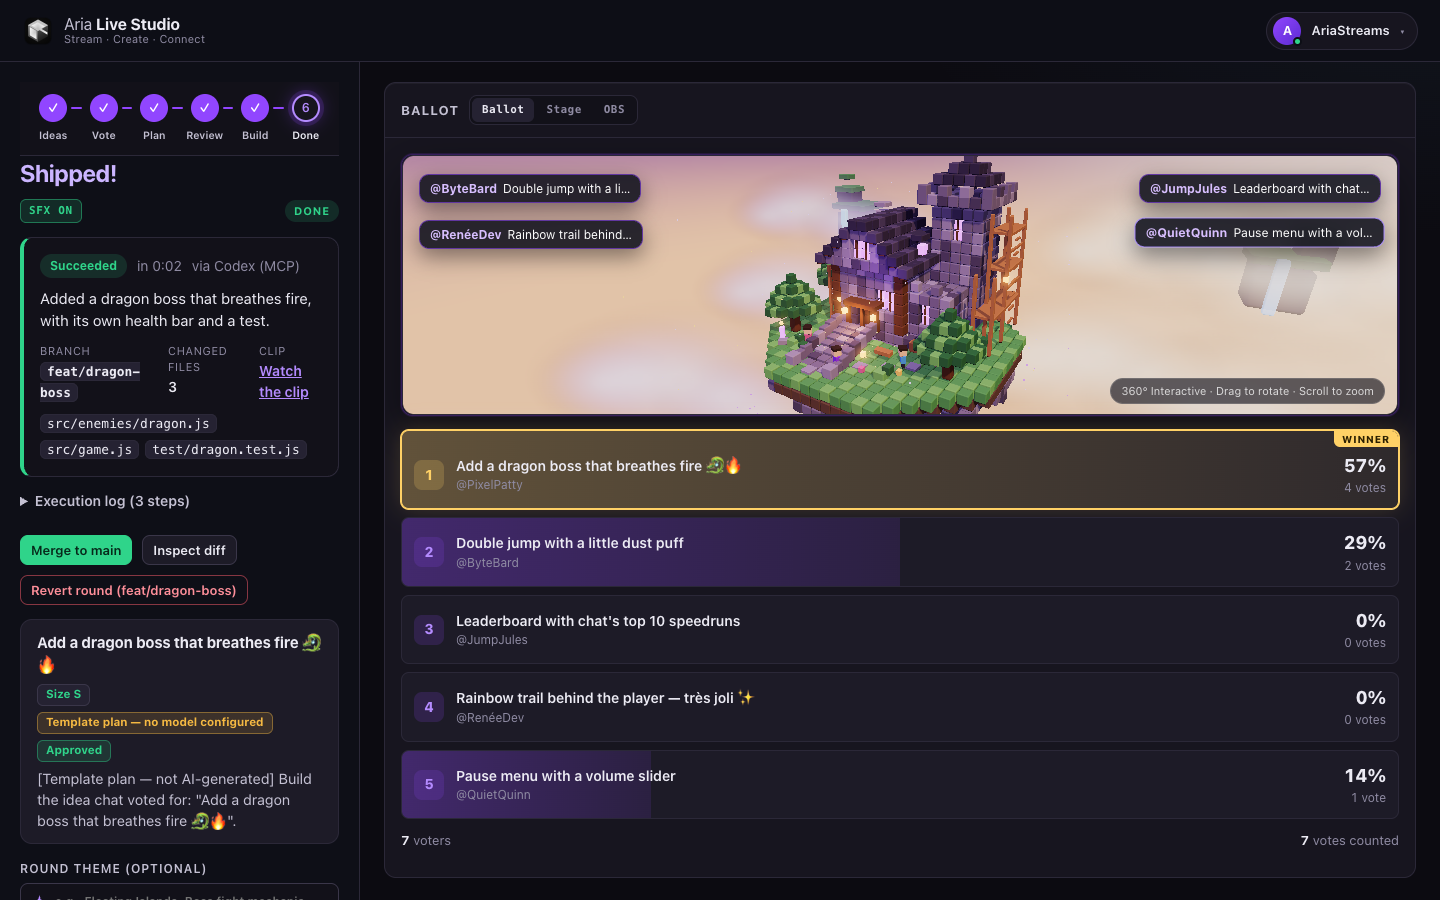 Aria Live Studio
Stream · Create · Connect
A
AriaStreams
6
Ideas
Vote
Plan
Review
Build
Done
Shipped!
SFX ON
DONE
Succeeded in 0:02 via Codex (MCP)
Added a dragon boss that breathes fire,
with its own health bar and a test.
BRANCH
feat/dragon-
boss
CHANGED
FILES
3
CLIP
Watch
the clip
src/enemies/dragon.js
src/game.js test/dragon.test.js
Execution log (3 steps)
Merge to main
Inspect diff
Revert round (feat/dragon-boss)
Add a dragon boss that breathes fire 🐉
🔥
Size S
Template plan — no model configured
Approved
[Template plan — not AI-generated] Build
the idea chat voted for: "Add a dragon
boss that breathes fire 🐉🔥".
ROUND THEME (OPTIONAL)
BALLOT
Ballot
Stage
OBS
@ByteBard Double jump with a li...
@RenéeDev Rainbow trail behind...
@JumpJules Leaderboard with chat...
@QuietQuinn Pause menu with a vol...
360° Interactive · Drag to rotate · Scroll to zoom
WINNER
1
Add a dragon boss that breathes fire 🐉🔥
@PixelPatty
57%
4 votes
2
Double jump with a little dust puff
@ByteBard
29%
2 votes
3
Leaderboard with chat's top 10 speedruns
@JumpJules
0%
0 votes
4
Rainbow trail behind the player — très joli ✨
@RenéeDev
0%
0 votes
5
Pause menu with a volume slider
@QuietQuinn
14%
1 vote
7 voters
7 votes counted